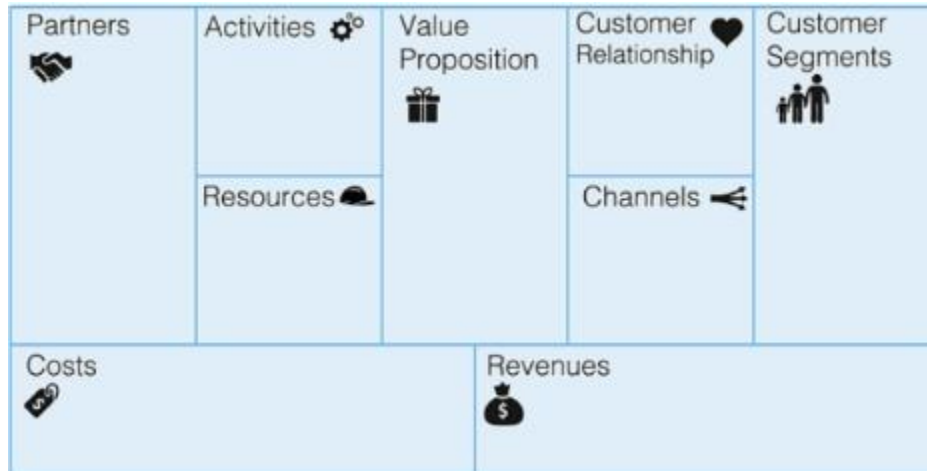 Partners
Activities
Value
Proposition
Customer
Relationship
Customer
Segments
Resources
Channels
Costs
$
Revenues
$